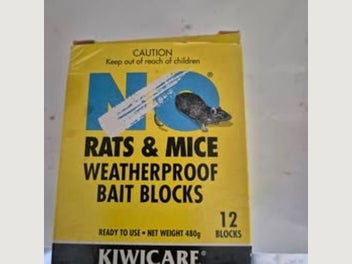 CAUTION
Keep out of reach of children
NO®
RATS & MICE
WEATHERPROOF
BAIT BLOCKS
12
BLOCKS
READY TO USE • NET WEIGHT 480g
KIWICARE®